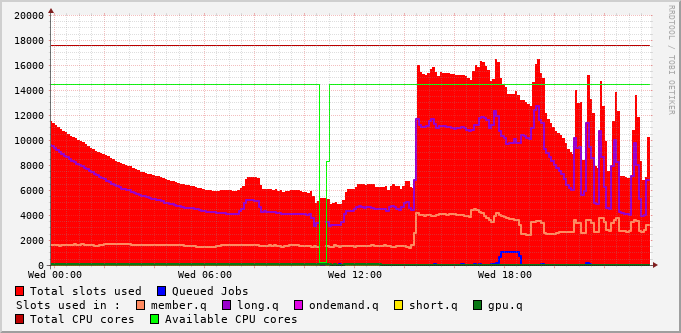 20000
18000
16000
14000
12000
10000
8000
6000
4000
2000
0
Wed 00:00 Wed 06:00 Wed 12:00 Wed 18:00
RRDTOOL / TOBI OETIKER
Total slots used Queued Jobs
Slots used in : member.q long.q ondemand.q short.q gpu.q
Total CPU cores Available CPU cores